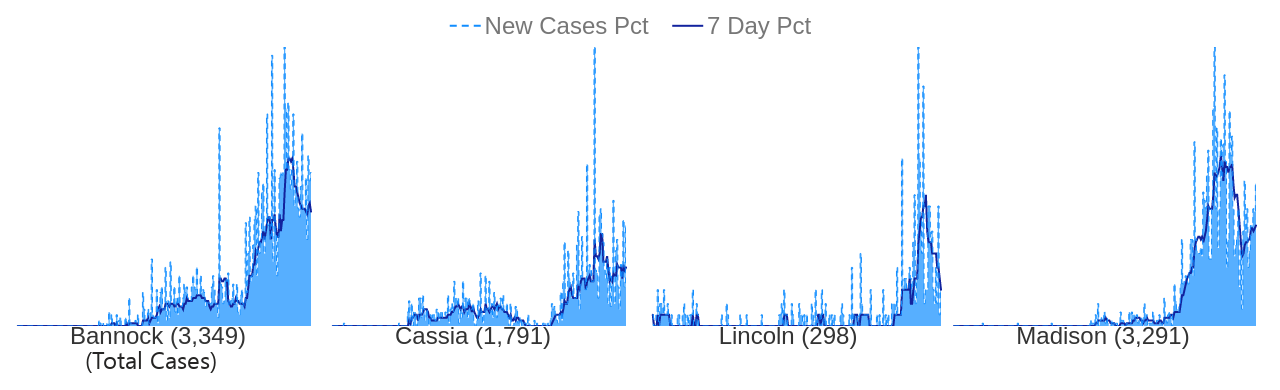 New Cases Pct 7 Day Pct
Bannock (3,349) Cassia (1,791) Lincoln (298) Madison (3,291)
(Total Cases)